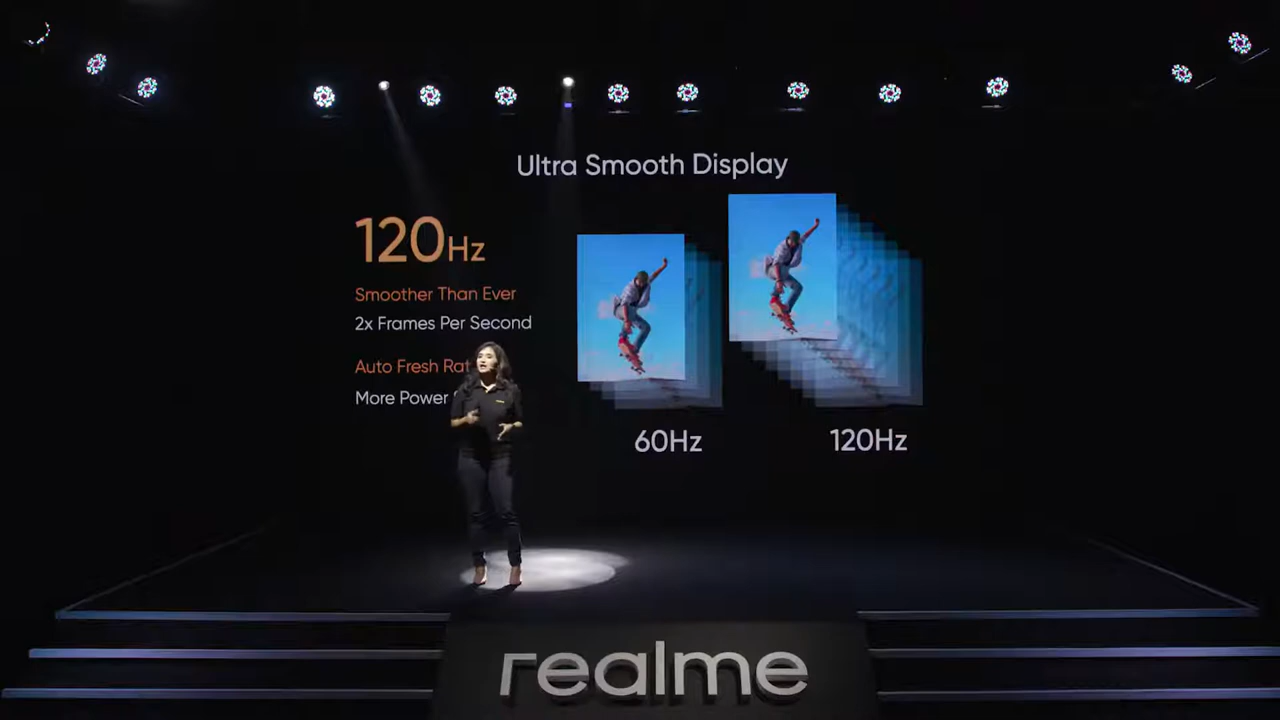 Ultra Smooth Display
120Hz
Smoother Than Ever
2x Frames Per Second
Auto Fresh
More Power
60Hz
120Hz
realme